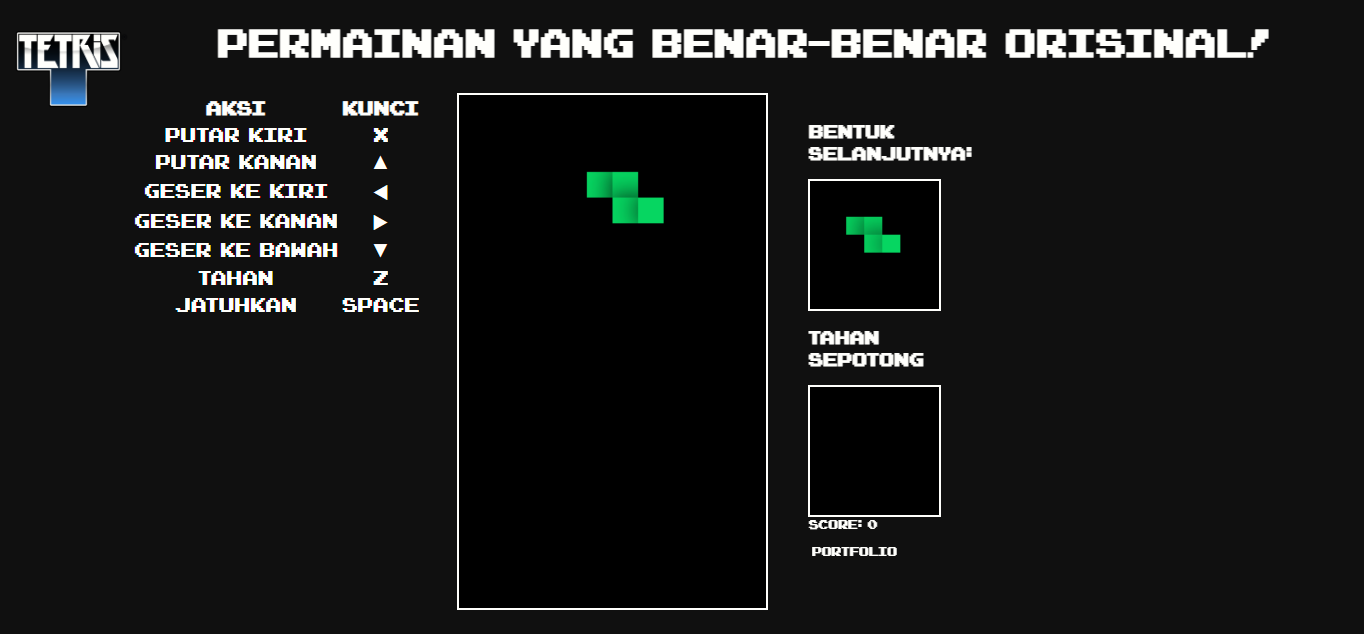 TETRIS
PERMAINAN YANG BENAR-BENAR ORISINAL!
AKSI KUNCI
PUTAR KIRI X
PUTAR KANAN ▲
GESER KE KIRI ◀
GESER KE KANAN ▶
GESER KE BAWAH ▼
TAHAN Z
JATUHKAN SPACE
BENTUK
SELANJUTNYA:
TAHAN
SEPOTONG
SCORE: 0
PORTFOLIO